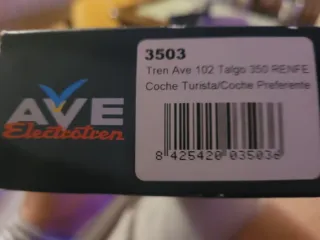 AVE
Electrotren
3503
Tren Ave 102 Talgo 350 RENFE
Coche Turista/Coche Preferente
8 425420 035036